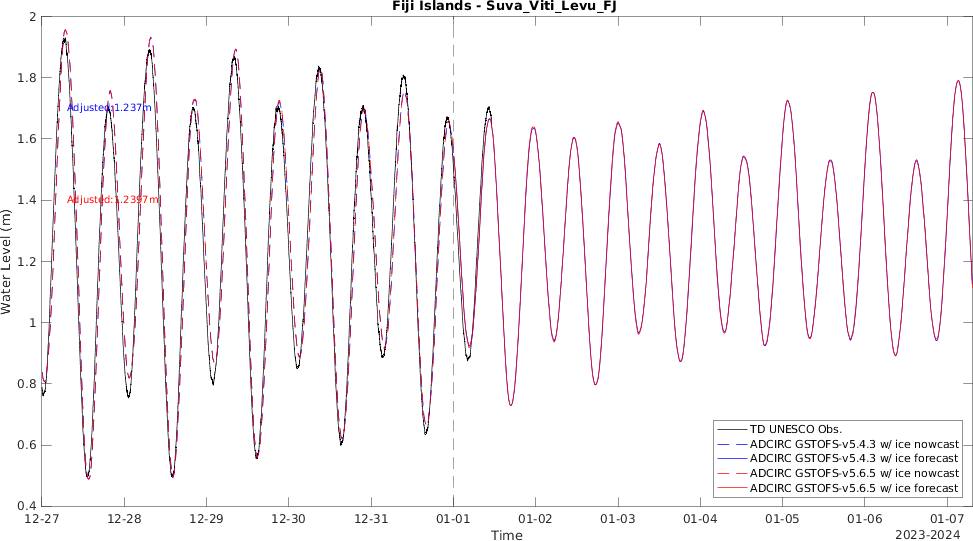 Fiji Islands - Suva_Viti_Levu_FJ
2
1.8
1.6
1.4
1.2
1
0.8
0.6
0.4
Water Level (m)
Adjusted:1.237m
Adjusted:1.2397m
TD UNESCO Obs.
ADCIRC GSTOFS-v5.4.3 w/ ice nowcast
ADCIRC GSTOFS-v5.4.3 w/ ice forecast
ADCIRC GSTOFS-v5.6.5 w/ ice nowcast
ADCIRC GSTOFS-v5.6.5 w/ ice forecast
12-27 12-28 12-29 12-30 12-31 01-01 01-02 01-03 01-04 01-05 01-06 01-07
Time
2023-2024